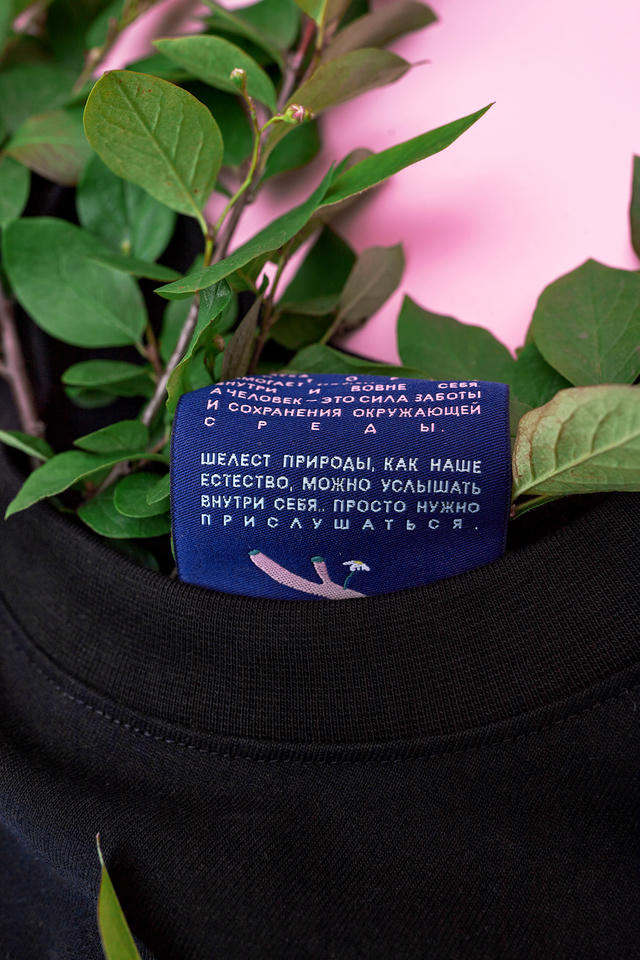 ВНУТРИ И ВОВНЕ СЕБЯ,
А ЧЕЛОВЕК – ЭТО СИЛА ЗАБОТЫ
И СОХРАНЕНИЯ ОКРУЖАЮЩЕЙ
СРЕДЫ.
ШЕЛЕСТ ПРИРОДЫ, КАК НАШЕ
ЕСТЕСТВО, МОЖНО УСЛЫШАТЬ
ВНУТРИ СЕБЯ.. ПРОСТО НУЖНО
ПРИСЛУШАТЬСЯ.